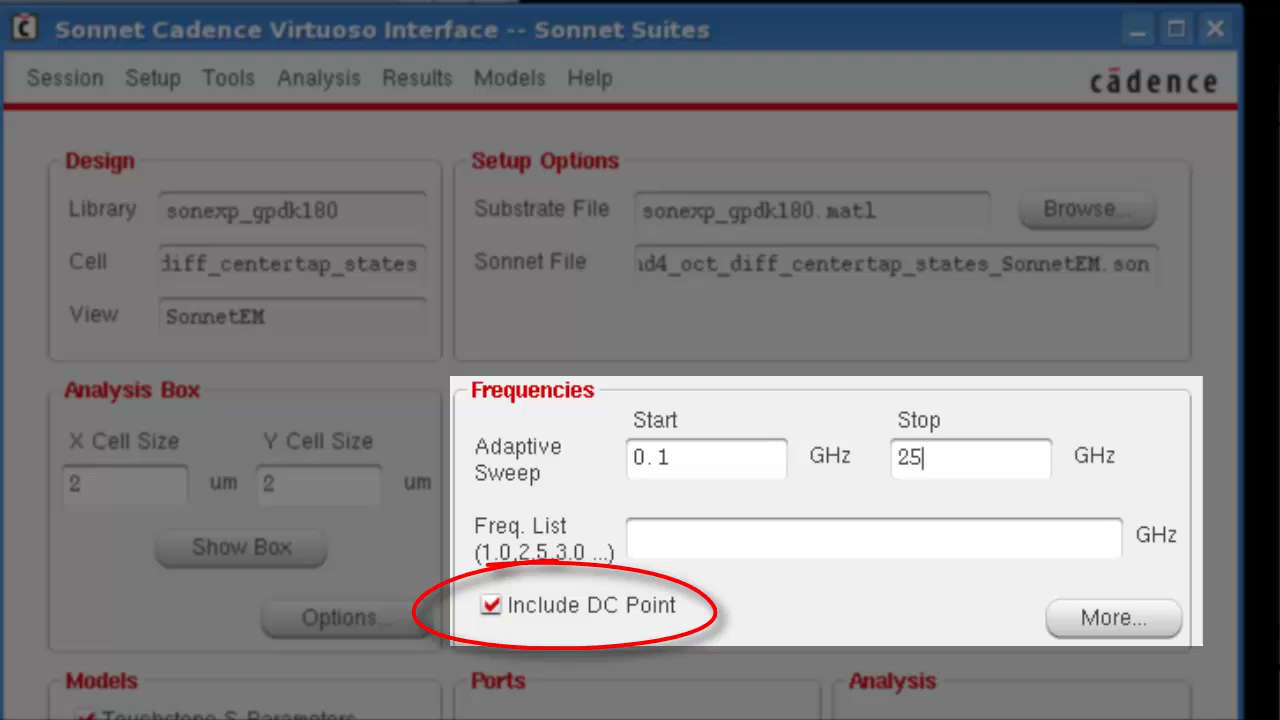 Sonnet Cadence Virtuoso Interface -- Sonnet Suites
Session Setup Tools Analysis Results Models Help
cādence
Design
Library sonexp_gpdk180
Cell diff_centertap_states
View SonnetEM
Setup Options
Substrate File sonexp_gpdk180.matl Browse...
Sonnet File nd4_oct_diff_centertap_states_SonnetEM.son
Analysis Box
X Cell Size Y Cell Size
2 um 2 um
Show Box
Options...
Frequencies
Start Stop
Adaptive
Sweep 0.1 GHz 25 GHz
Freq. List
(1.0,2.5,3.0 ...) GHz
Include DC Point
More...
Models
Touchstone S-Parameters
Ports
Analysis